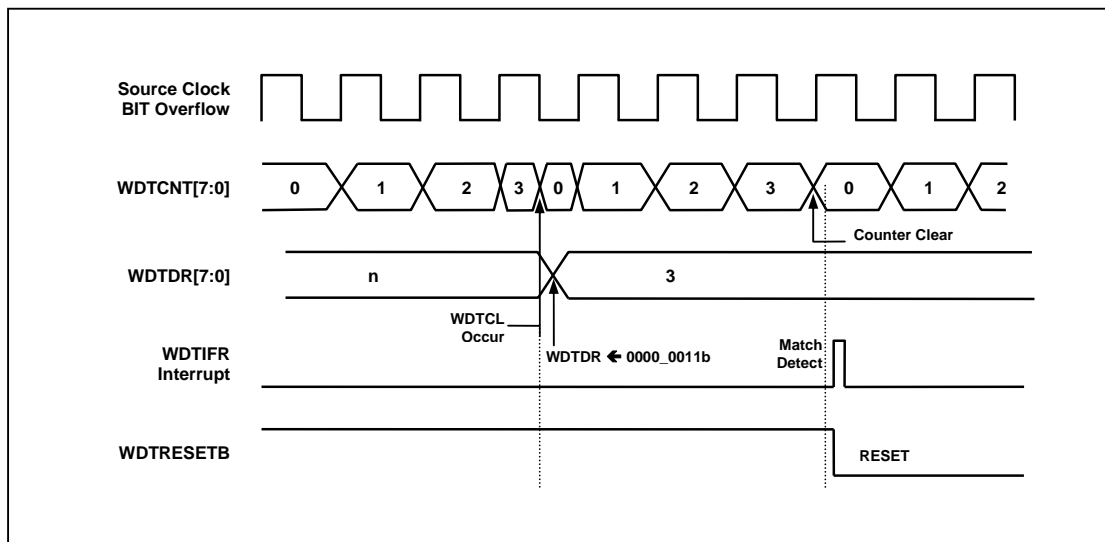 Source Clock
BIT Overflow
WDTCNT[7:0]
0 1 2 3 0 1 2 3 0 1 2
Counter Clear
WDTDR[7:0]
n 3
WDTCL
Occur
WDTDR ← 0000_0011b
WDTIFR
Interrupt
Match
Detect
WDTRESETB
RESET